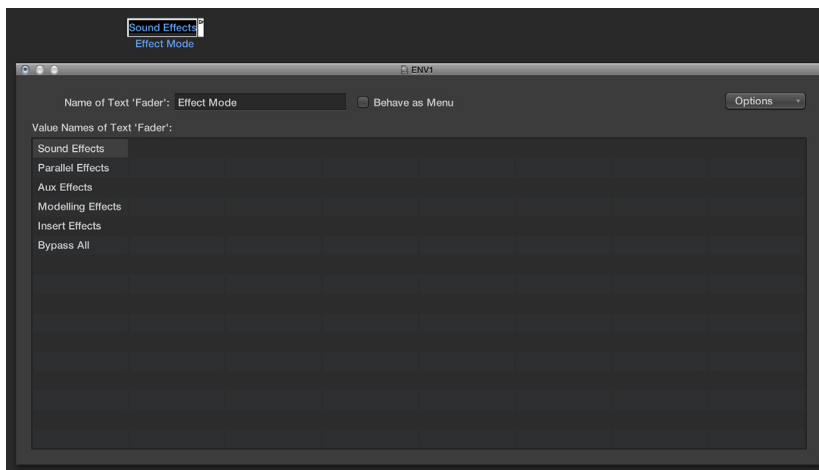 Sound Effects
Effect Mode
ENV1
Name of Text 'Fader': Effect Mode Behave as Menu Options
Value Names of Text 'Fader':
Sound Effects
Parallel Effects
Aux Effects
Modelling Effects
Insert Effects
Bypass All